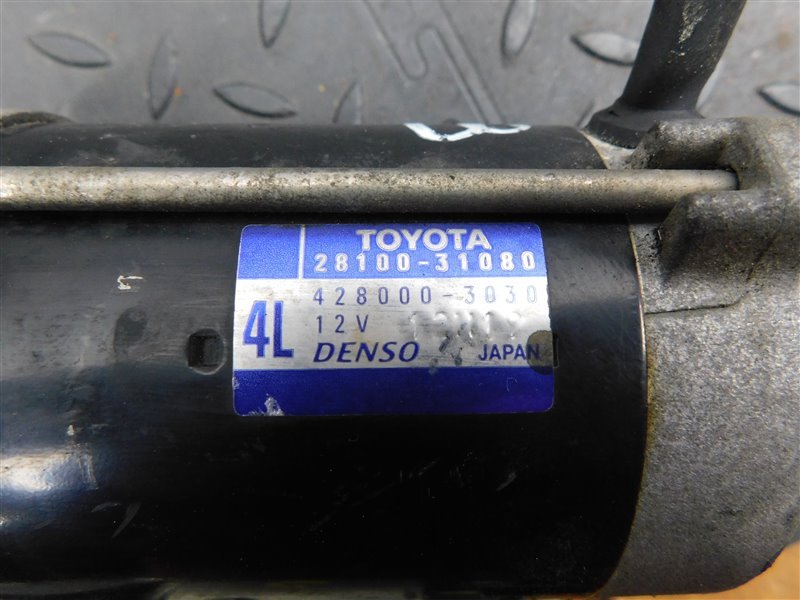 TOYOTA
28100-31080
4L
428000-3030
12V
DENSO JAPAN